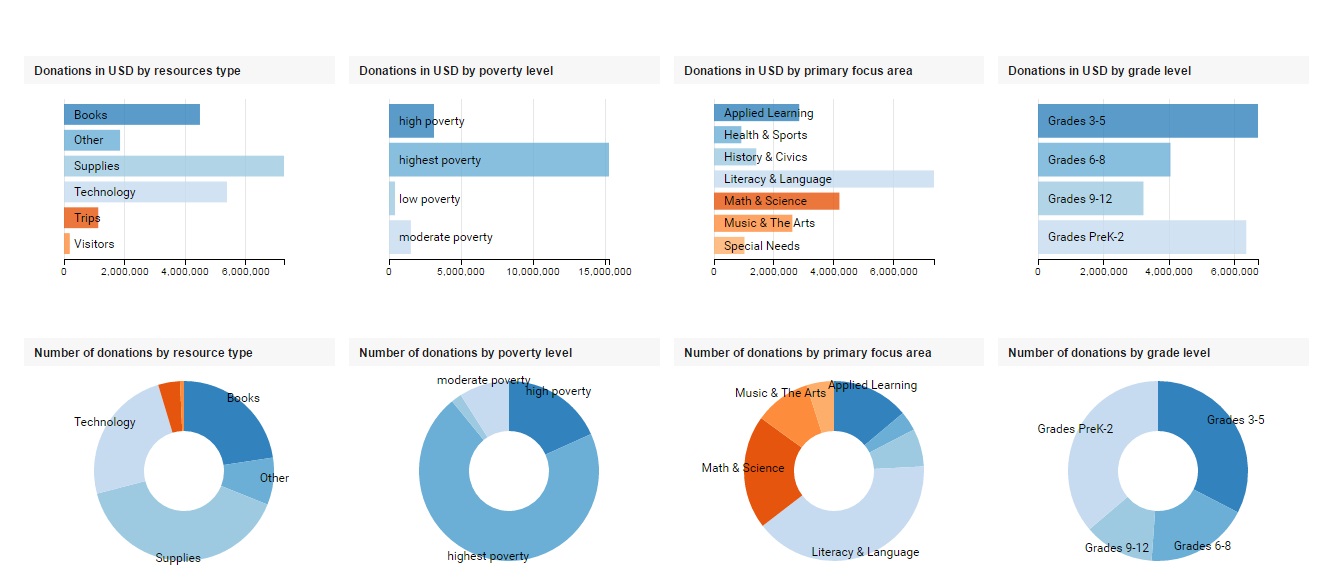 Donations in USD by resources type
Books
Other
Supplies
Technology
Trips
Visitors
0 2,000,000 4,000,000 6,000,000
Donations in USD by poverty level
high poverty
highest poverty
low poverty
moderate poverty
0 5,000,000 10,000,000 15,000,000
Donations in USD by primary focus area
Applied Learning
Health & Sports
History & Civics
Literacy & Language
Math & Science
Music & The Arts
Special Needs
0 2,000,000 4,000,000 6,000,000
Donations in USD by grade level
Grades 3-5
Grades 6-8
Grades 9-12
Grades PreK-2
0 2,000,000 4,000,000 6,000,000
Number of donations by resource type
Books
Technology
Other
Supplies
Number of donations by poverty level
moderate poverty
high poverty
highest poverty
Number of donations by primary focus area
Applied Learning
Music & The Arts
Math & Science
Literacy & Language
Number of donations by grade level
Grades 3-5
Grades PreK-2
Grades 6-8
Grades 9-12